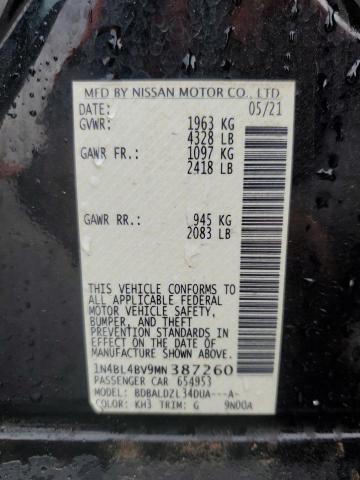 MFD BY NISSAN MOTOR CO., LTD.
DATE: 05/21
GVWR: 1963 KG
4328 LB
GAWR FR.: 1097 KG
2418 LB
GAWR RR.: 945 KG
2083 LB
THIS VEHICLE CONFORMS TO
ALL APPLICABLE FEDERAL
MOTOR VEHICLE SAFETY,
BUMPER, AND THEFT
PREVENTION STANDARDS IN
EFFECT ON THE DATE OF
MANUFACTURE SHOWN ABOVE.
1N4BL4BV9MN387260
PASSENGER CAR 654953
MODEL: BDBALDZL34DUA---A-
COLOR: KH3 TRIM: G 9N00A